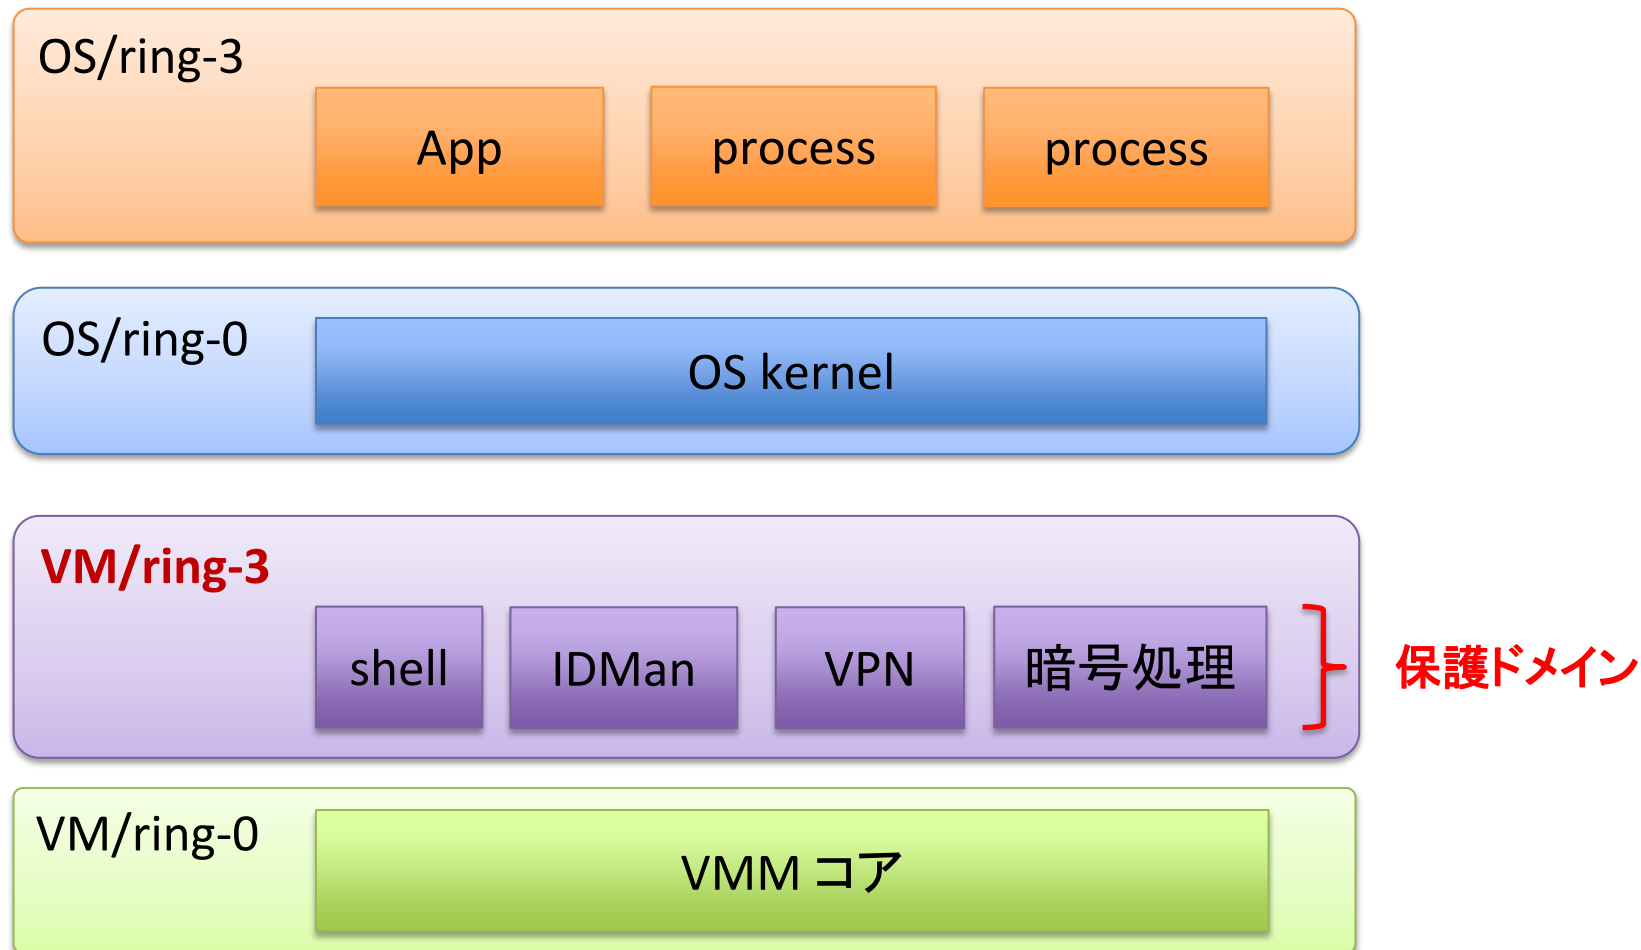 OS/ring-3
App
process
process
OS/ring-0
OS kernel
VM/ring-3
shell
IDMan
VPN
暗号処理
保護ドメイン
VM/ring-0
VMM コア